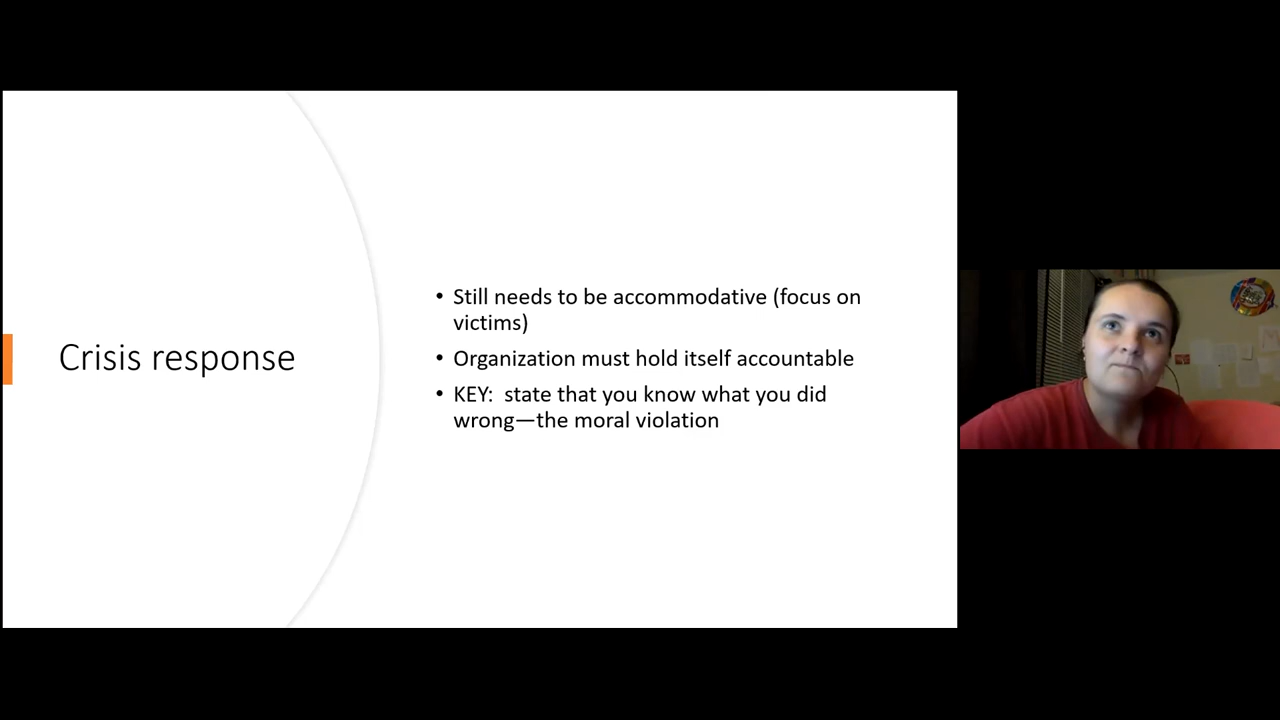 Crisis response
• Still needs to be accommodative (focus on
victims)
• Organization must hold itself accountable
• KEY:  state that you know what you did
wrong—the moral violation